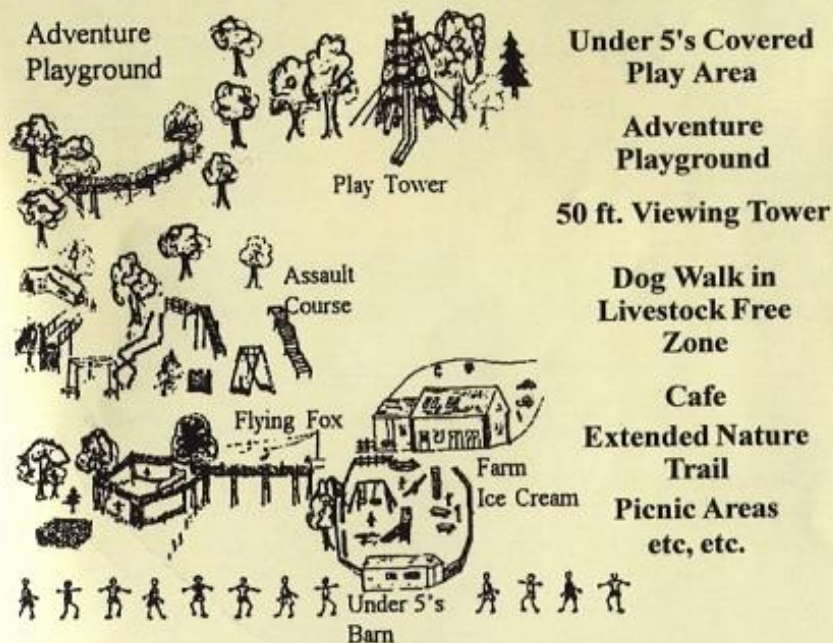 Adventure
Playground
Play Tower
Assault
Course
Flying Fox
Farm
Ice Cream
Under 5's
Barn
Under 5's Covered
Play Area
Adventure
Playground
50 ft. Viewing Tower
Dog Walk in
Livestock Free
Zone
Cafe
Extended Nature
Trail
Picnic Areas
etc, etc.